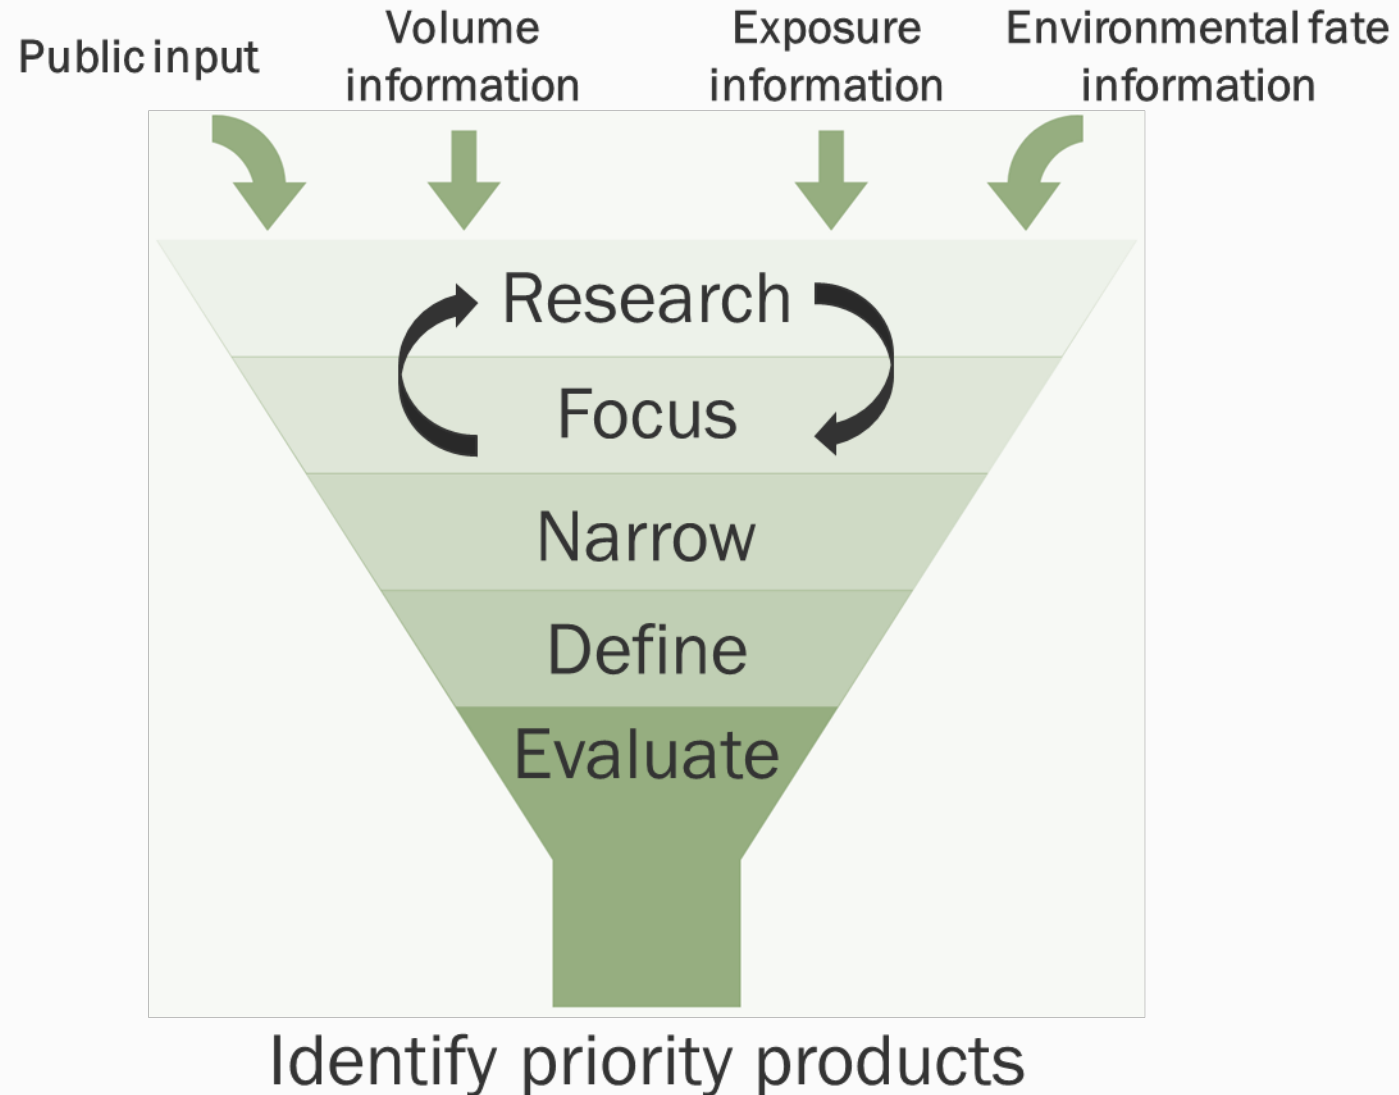 Public input
Volume
information
Exposure
information
Environmental fate
information
Research
Focus
Narrow
Define
Evaluate
Identify priority products